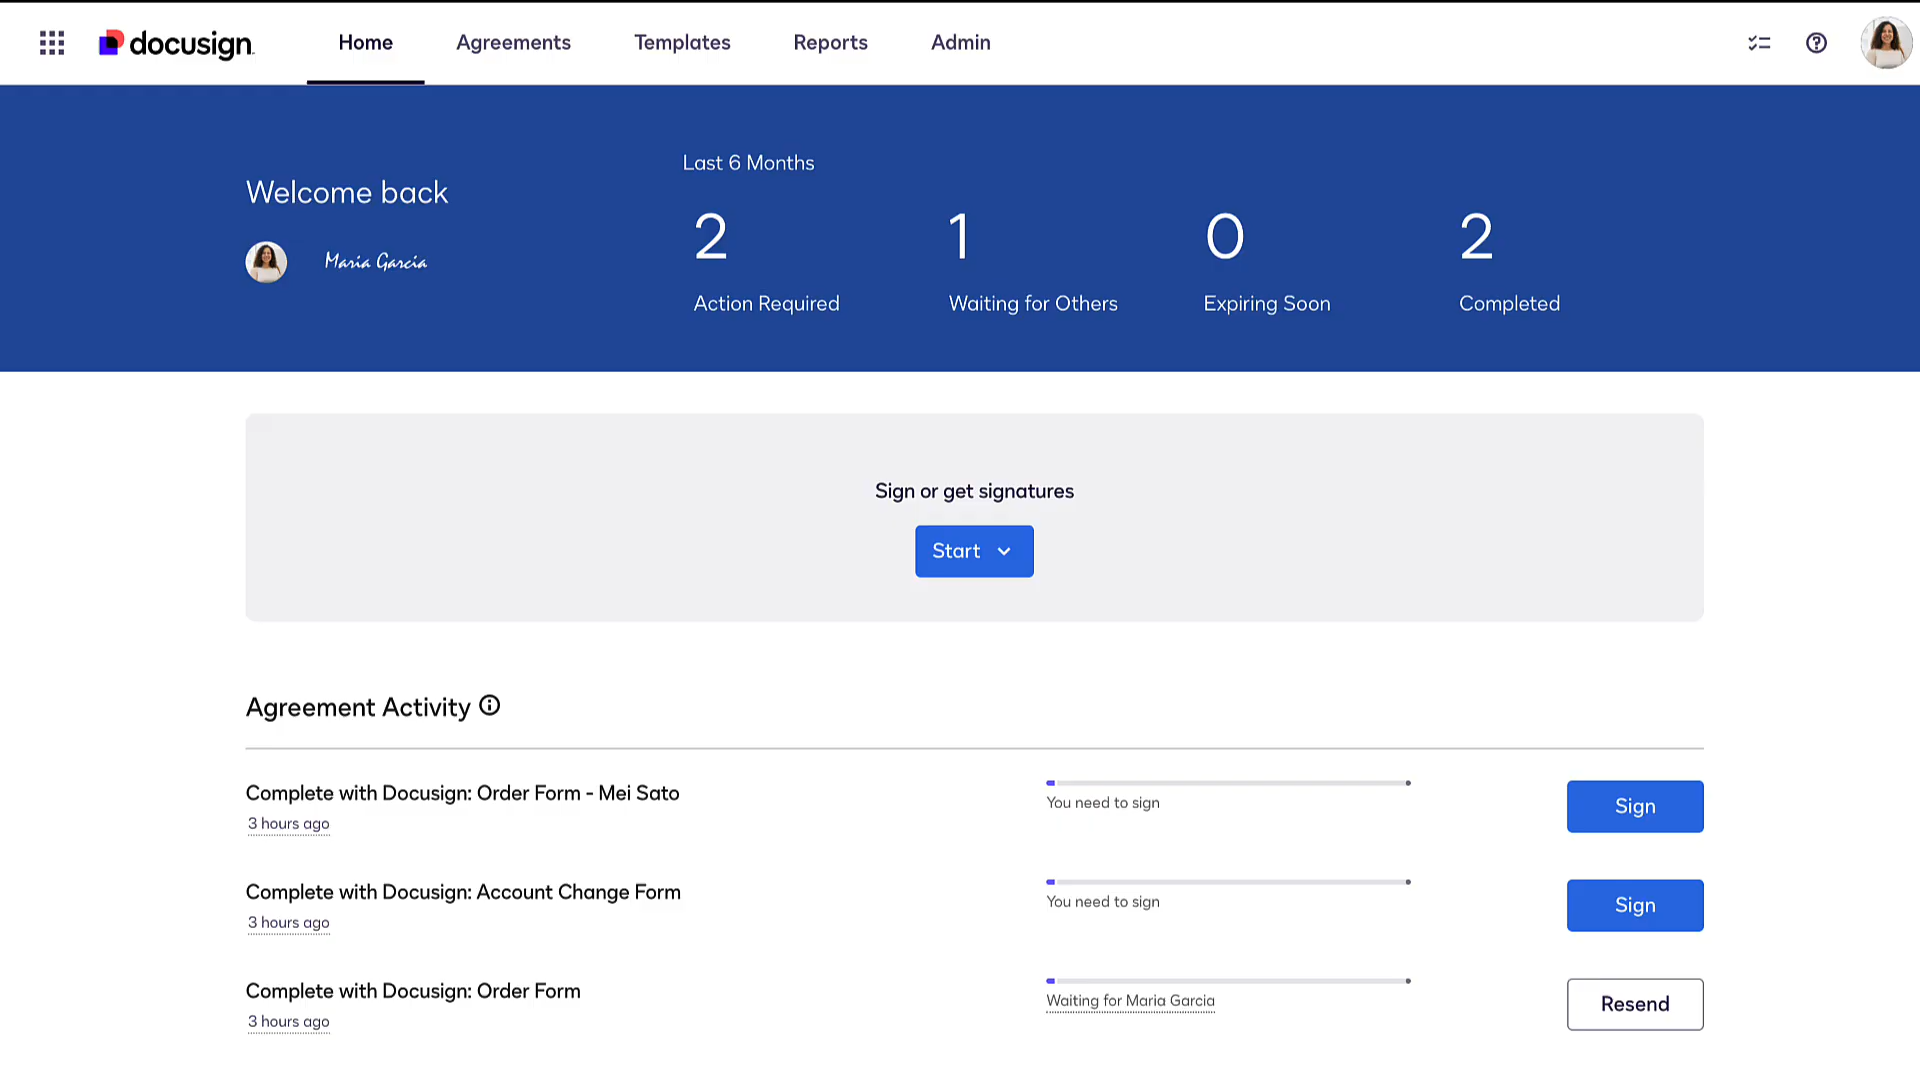 docusign
Home
Agreements
Templates
Reports
Admin
Welcome back
Maria Garcia
Last 6 Months
2
Action Required
1
Waiting for Others
0
Expiring Soon
2
Completed
Sign or get signatures
Start
Agreement Activity
Complete with Docusign: Order Form - Mei Sato
3 hours ago
You need to sign
Sign
Complete with Docusign: Account Change Form
3 hours ago
You need to sign
Sign
Complete with Docusign: Order Form
3 hours ago
Waiting for Maria Garcia
Resend